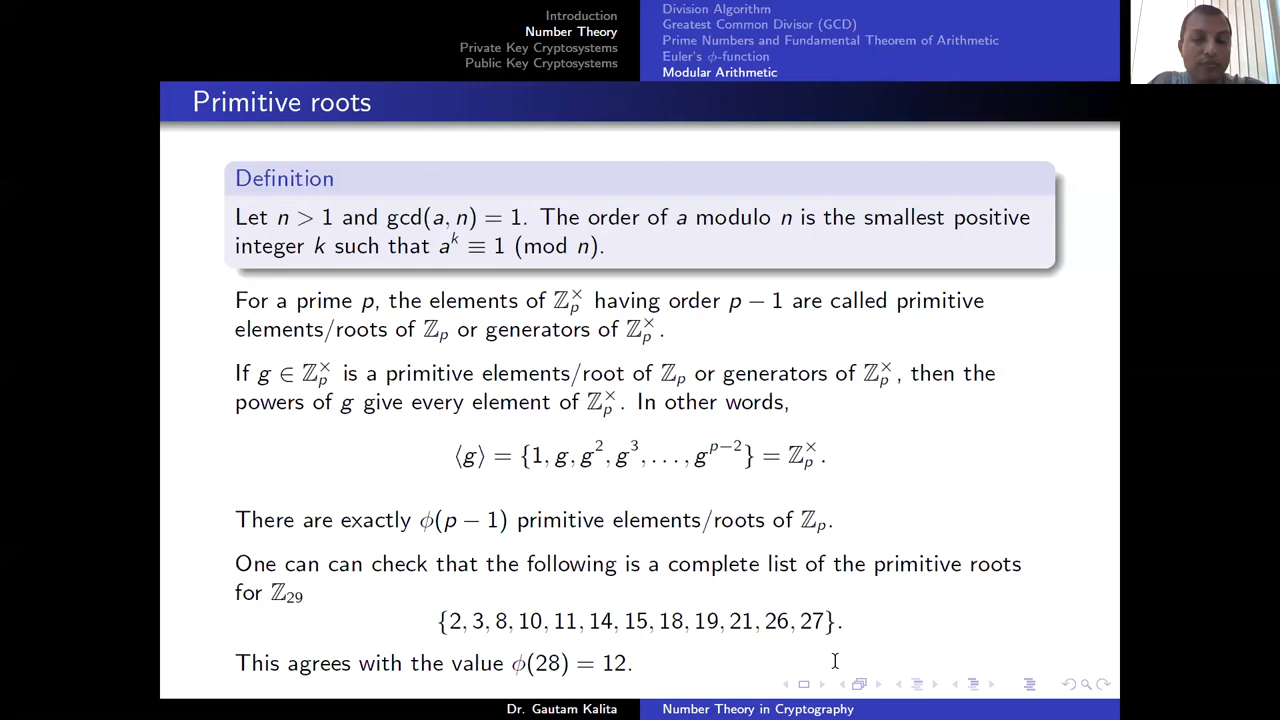 Introduction
Number Theory
Private Key Cryptosystems
Public Key Cryptosystems
Division Algorithm
Greatest Common Divisor (GCD)
Prime Numbers and Fundamental Theorem of Arithmetic
Euler's ϕ-function
Modular Arithmetic
Primitive roots
Definition
Let n > 1 and gcd(a, n) = 1. The order of a modulo n is the smallest positive
integer k such that a^k ≡ 1 (mod n).
For a prime p, the elements of ℤ_p^× having order p − 1 are called primitive
elements/roots of ℤ_p or generators of ℤ_p^×.
If g ∈ ℤ_p^× is a primitive elements/root of ℤ_p or generators of ℤ_p^×, then the
powers of g give every element of ℤ_p^×. In other words,
⟨g⟩ = {1, g, g^2, g^3, . . . , g^{p−2}} = ℤ_p^×.
There are exactly ϕ(p − 1) primitive elements/roots of ℤ_p.
One can can check that the following is a complete list of the primitive roots
for ℤ_29
{2, 3, 8, 10, 11, 14, 15, 18, 19, 21, 26, 27}.
This agrees with the value ϕ(28) = 12.
Dr. Gautam Kalita
Number Theory in Cryptography